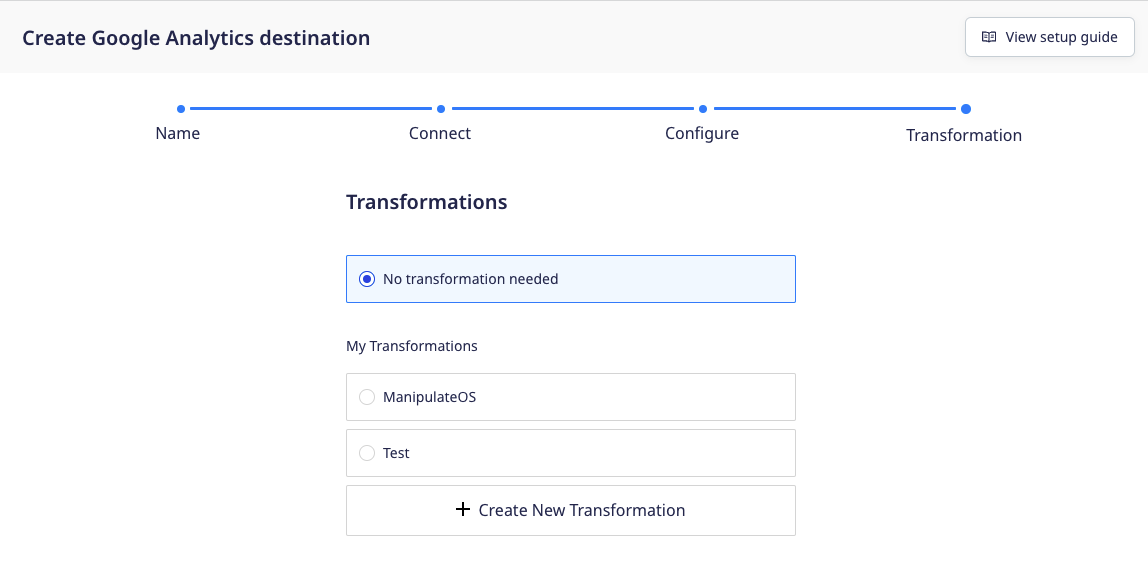 Create Google Analytics destination
View setup guide
Name
Connect
Configure
Transformation
Transformations
No transformation needed
My Transformations
ManipulateOS
Test
Create New Transformation